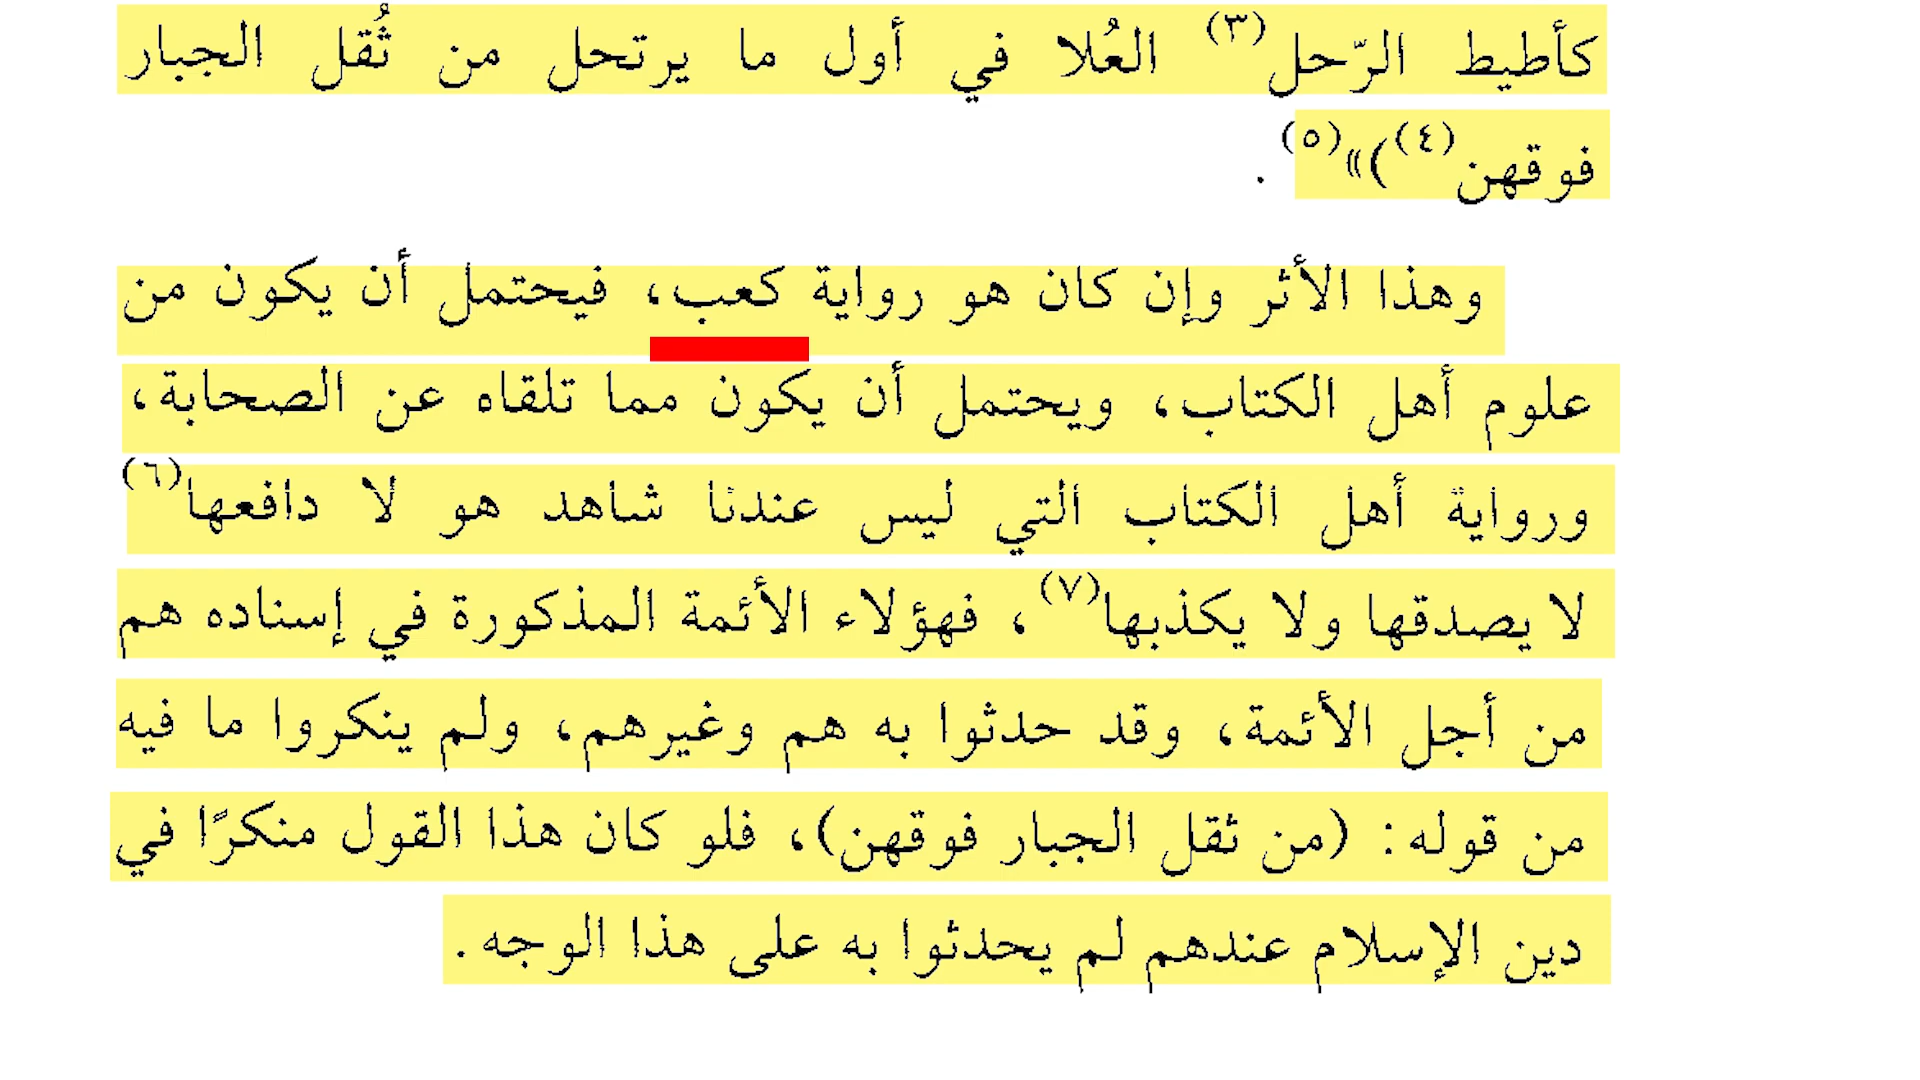 كأطيط الرّحل(٣) العُلا في أول ما يرتحل من ثُقل الجبار
فوقهن(٤))»(٥) .
وهذا الأثر وإن كان هو رواية كعب، فيحتمل أن يكون من
علوم أهل الكتاب، ويحتمل أن يكون مما تلقاه عن الصحابة،
ورواية أهل الكتاب التي ليس عندنا شاهد هو لا دافعها(٦)
لا يصدقها ولا يكذبها(٧)، فهؤلاء الأئمة المذكورة في إسناده هم
من أجل الأئمة، وقد حدثوا به هم وغيرهم، ولم ينكروا ما فيه
من قوله: (من ثقل الجبار فوقهن)، فلو كان هذا القول منكرًا في
دين الإسلام عندهم لم يحدثوا به على هذا الوجه.